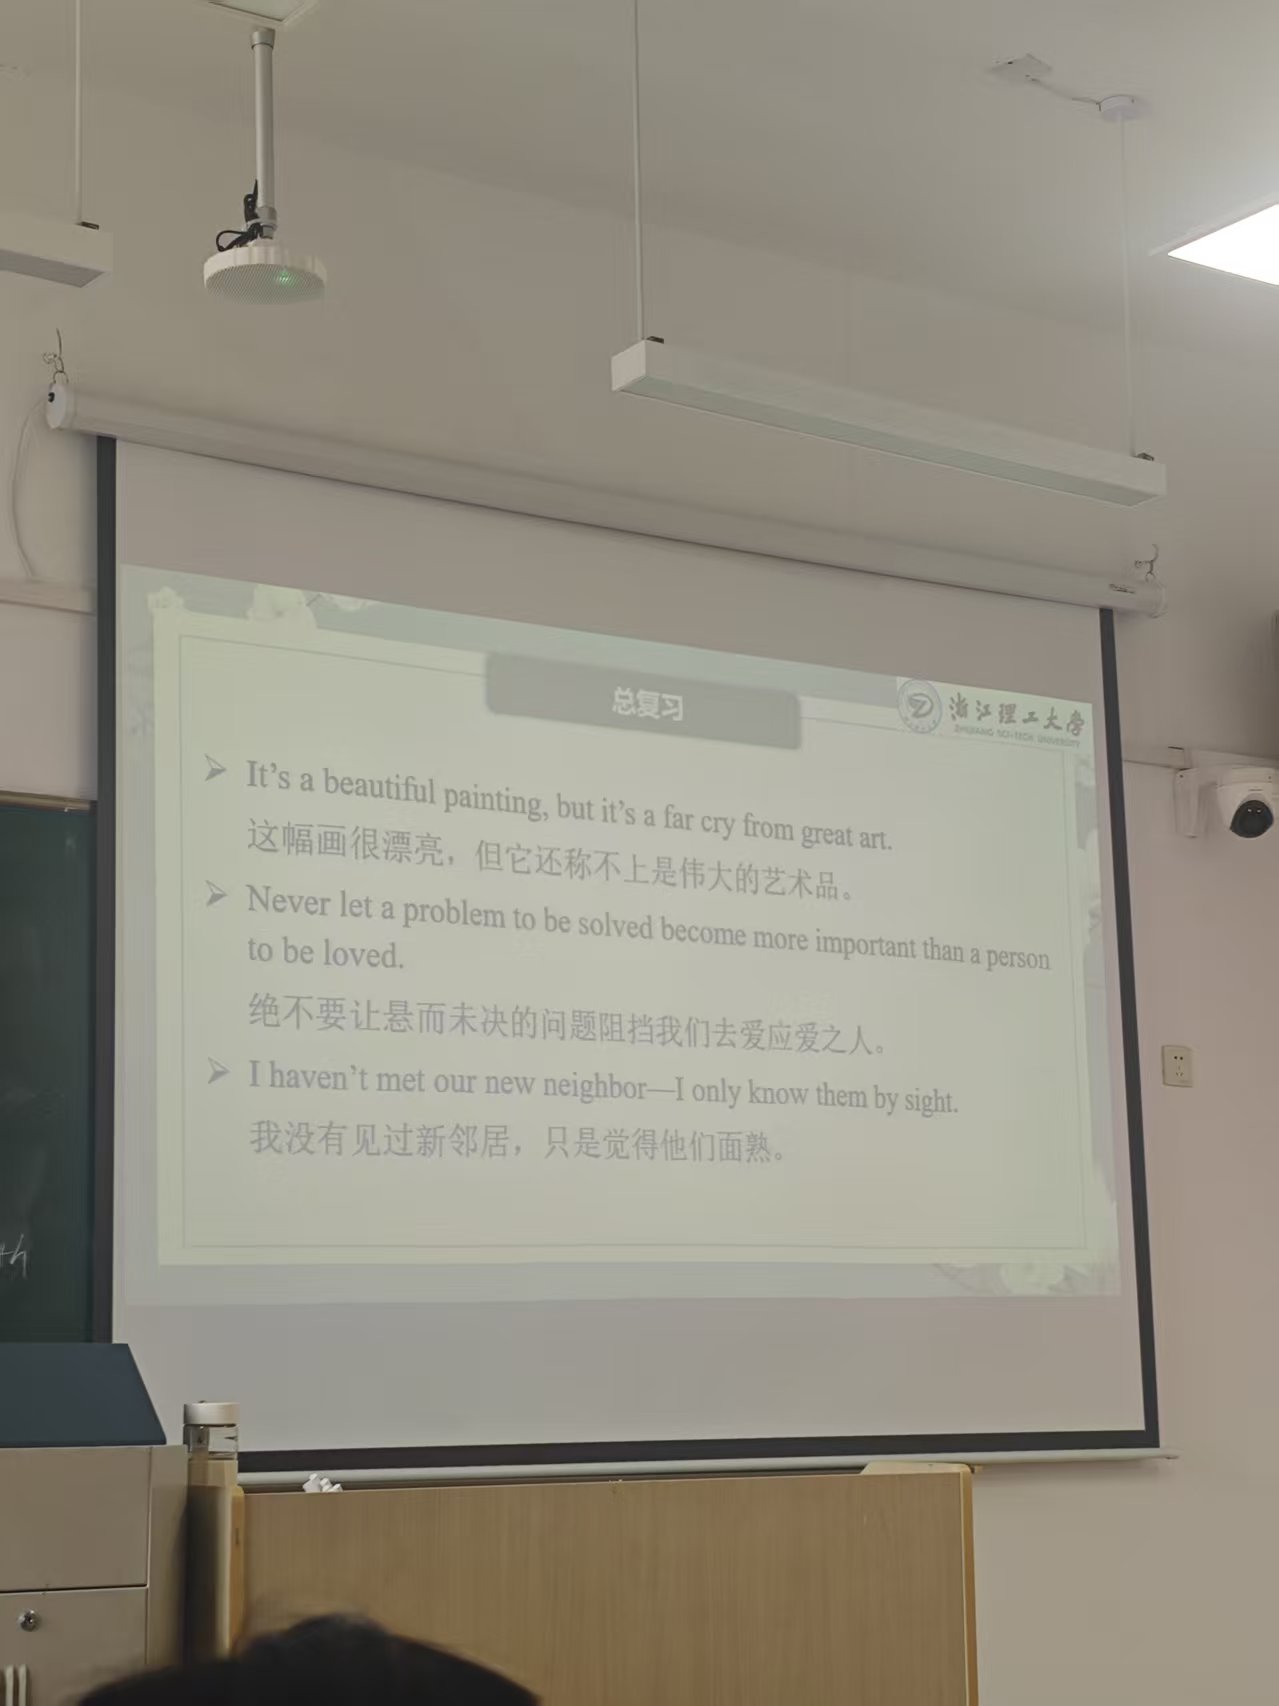 总复习
浙江理工大学
ZHEJIANG SCI-TECH UNIVERSITY
It's a beautiful painting, but it's a far cry from great art.
这幅画很漂亮，但它还称不上是伟大的艺术品。
Never let a problem to be solved become more important than a person
to be loved.
绝不要让悬而未决的问题阻挡我们去爱应爱之人。
I haven't met our new neighbor—I only know them by sight.
我没有见过新邻居，只是觉得他们面熟。
th